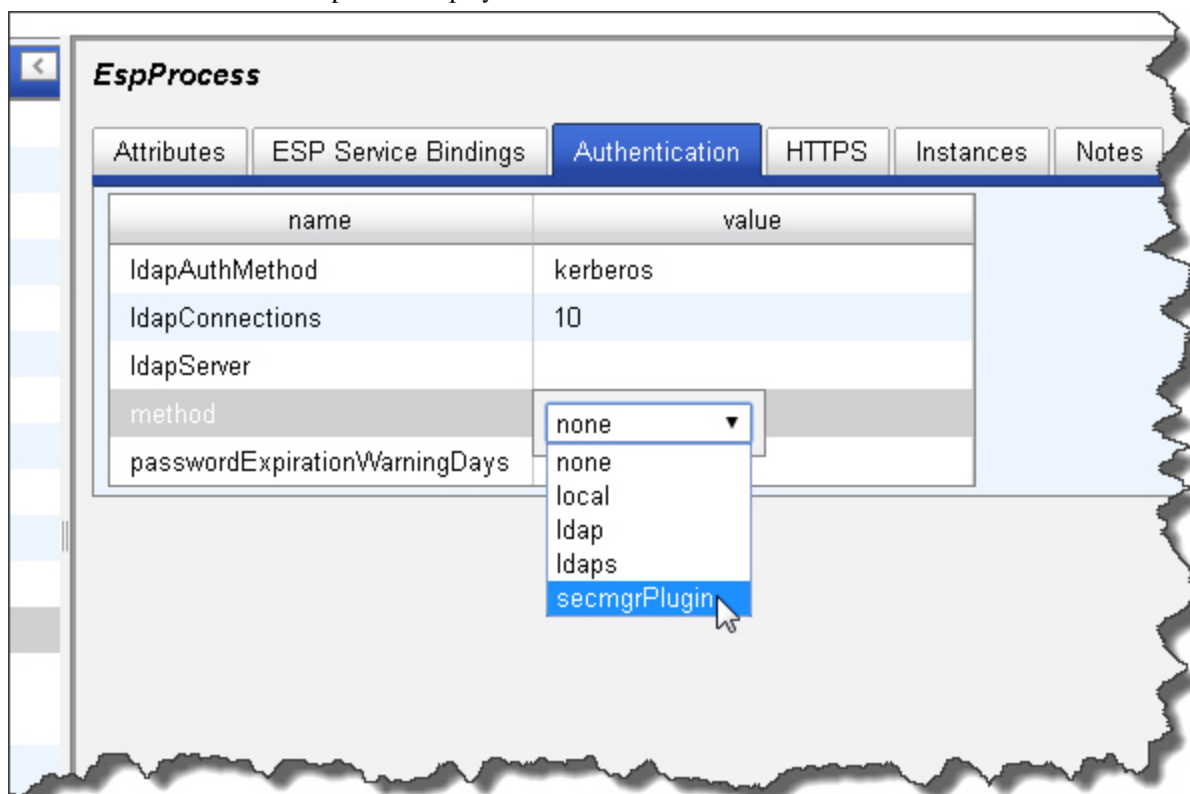 EspProcess
Attributes ESP Service Bindings Authentication HTTPS Instances Notes
name value
ldapAuthMethod kerberos
ldapConnections 10
ldapServer
method none
passwordExpirationWarningDays none
local
ldap
ldaps
secmgrPlugin